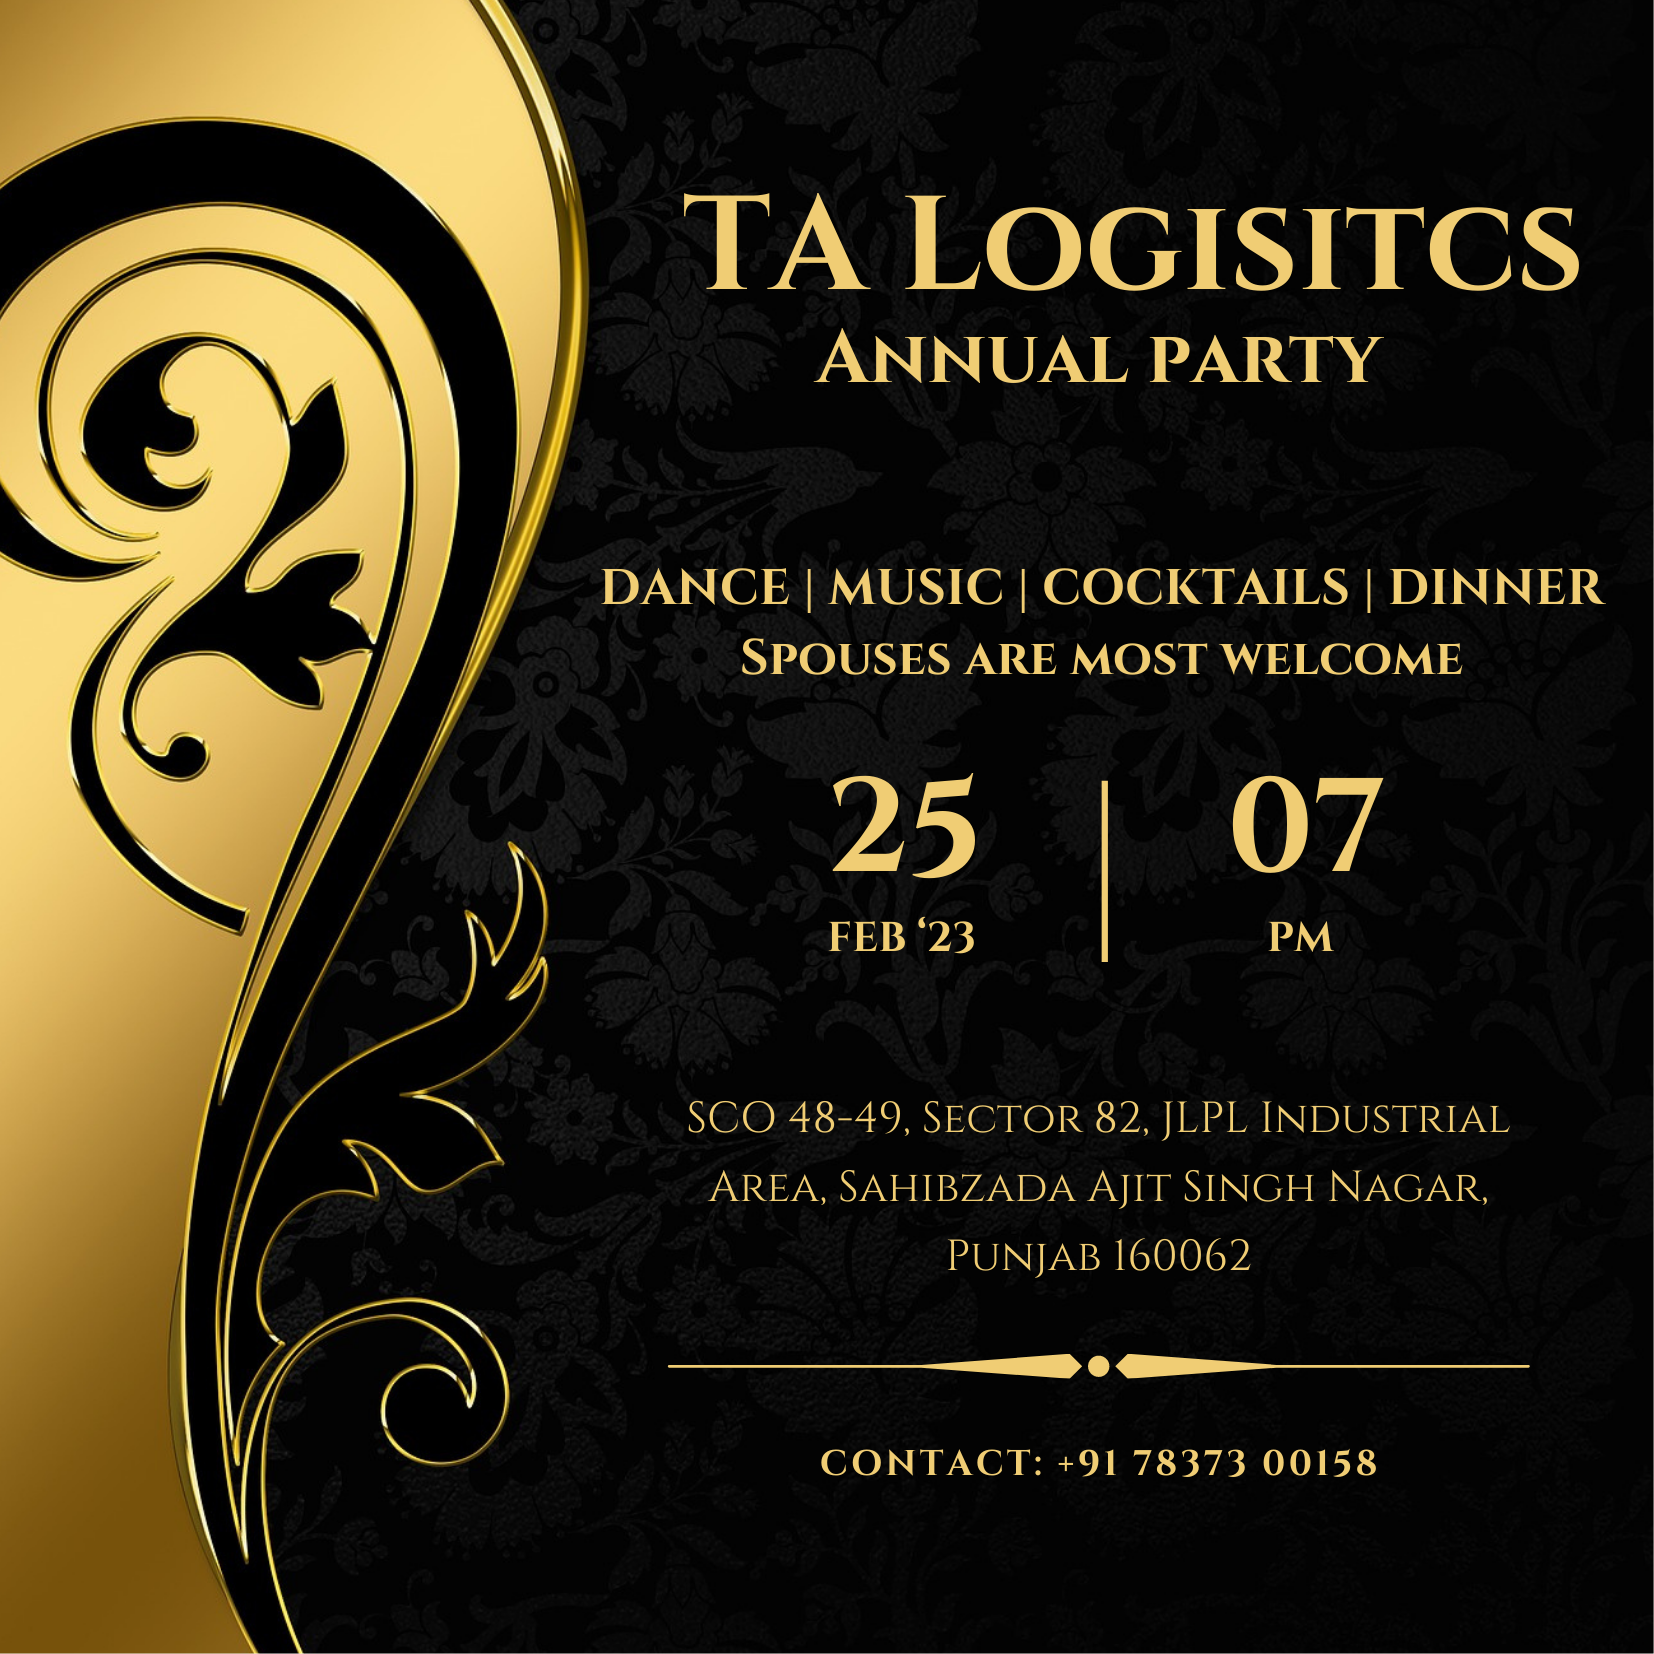 TA Logisitcs
Annual party
DANCE | MUSIC | COCKTAILS | DINNER
Spouses are most welcome
25 | 07
FEB ‘23 PM
SCO 48-49, Sector 82, JLPL Industrial
Area, Sahibzada Ajit Singh Nagar,
Punjab 160062
CONTACT: +91 78373 00158